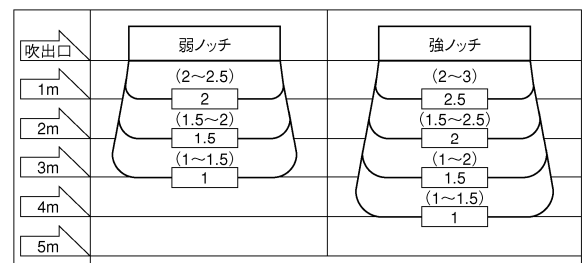 吹出口 弱ノッチ 強ノッチ
1m (2～2.5) (2～3)
2 2.5
2m (1.5～2) (1.5～2.5)
1.5 2
3m (1～1.5) (1～2)
1 1.5
4m (1～1.5)
1
5m